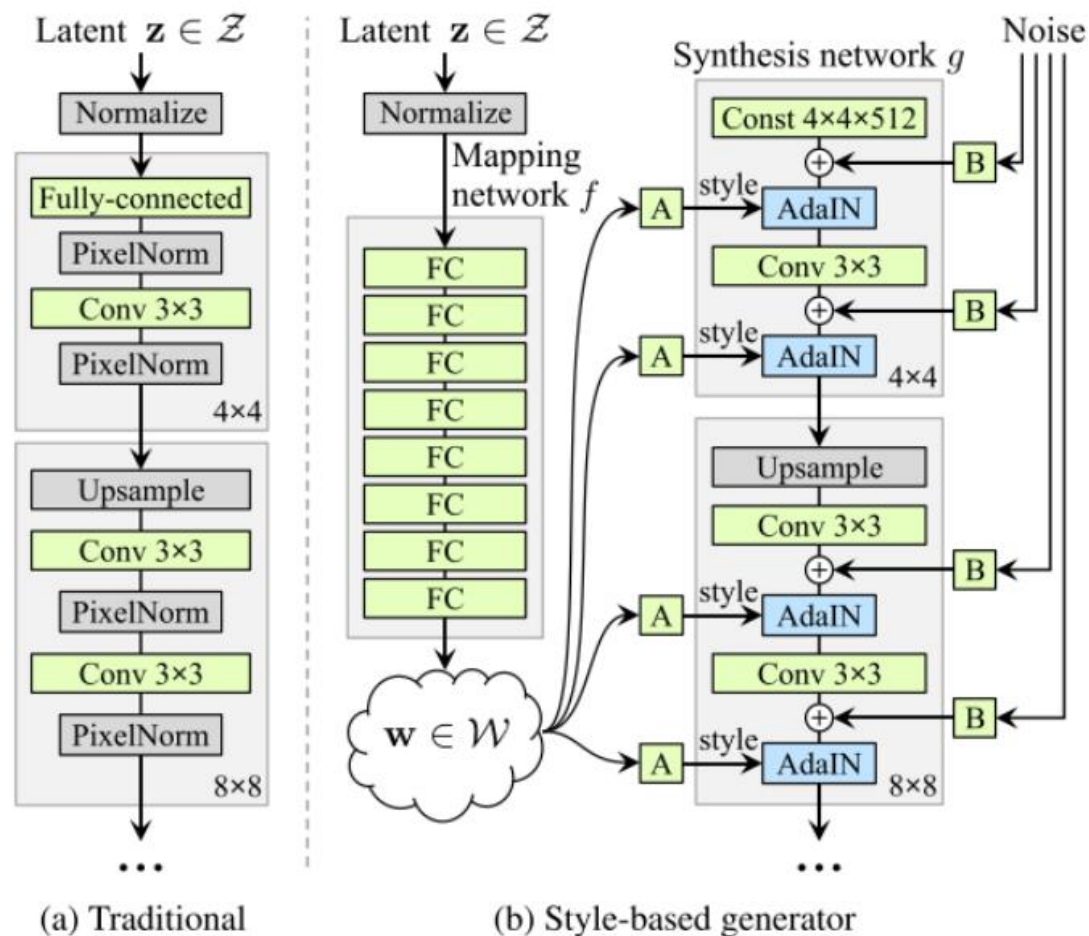 Latent z ∈ 𝒵
Normalize
Fully-connected
PixelNorm
Conv 3×3
PixelNorm
4×4
Upsample
Conv 3×3
PixelNorm
Conv 3×3
PixelNorm
8×8
...
(a) Traditional
Latent z ∈ 𝒵
Normalize
Mapping
network f
FC
FC
FC
FC
FC
FC
FC
FC
w ∈ 𝒲
Noise
Synthesis network g
Const 4×4×512
+
B
A
style
AdaIN
Conv 3×3
+
B
A
style
AdaIN
4×4
Upsample
Conv 3×3
+
B
A
style
AdaIN
Conv 3×3
+
B
A
style
AdaIN
8×8
...
(b) Style-based generator